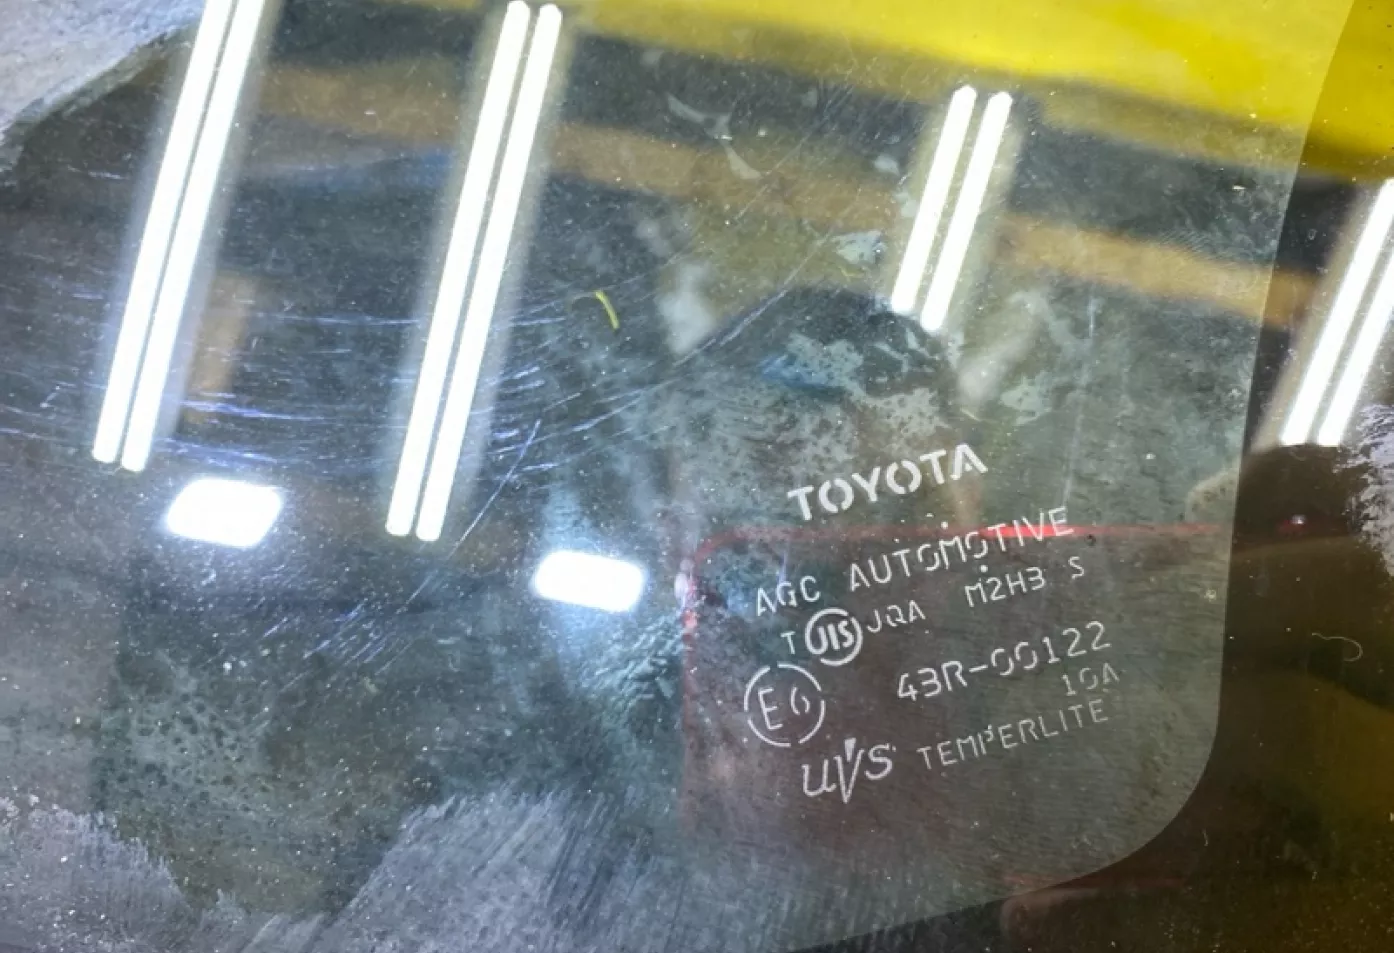 TOYOTA
AGC AUTOMOTIVE
T JIS JQA M2H3 S
E6 43R-00122
10A
UVS TEMPERLITE